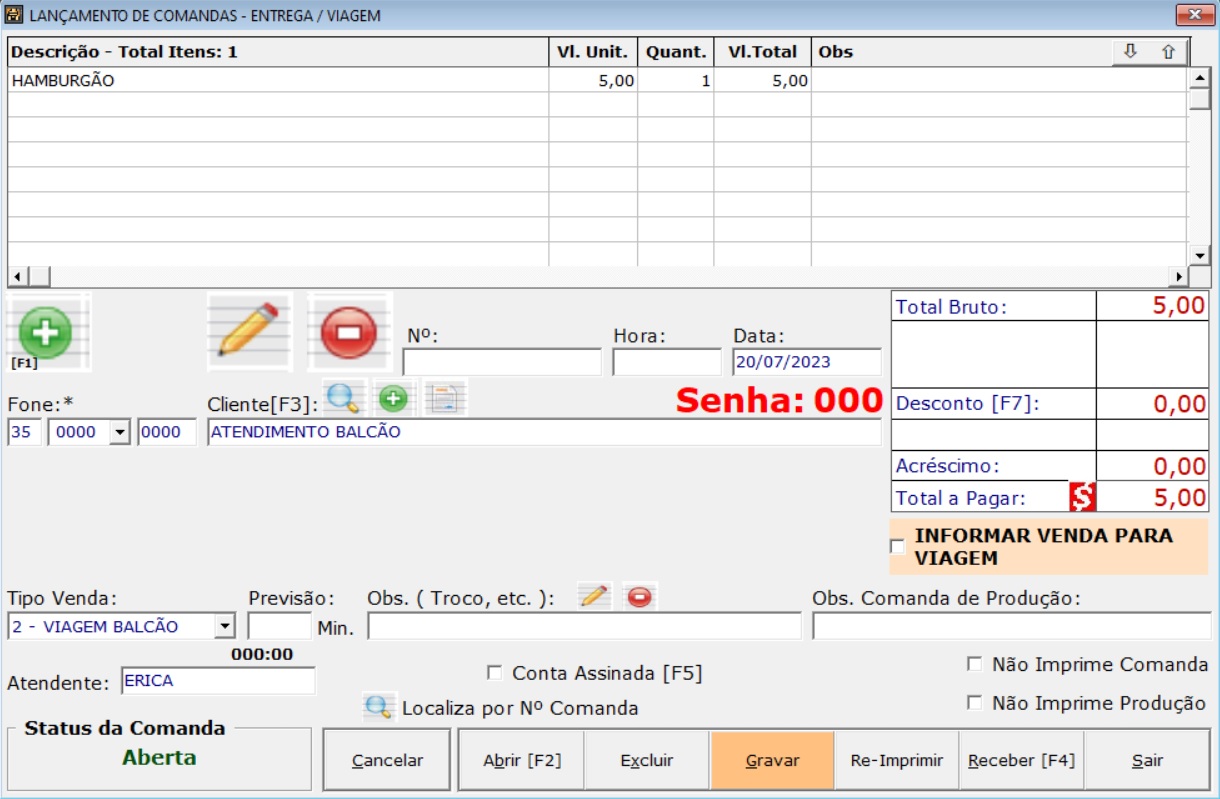 LANÇAMENTO DE COMANDAS - ENTREGA / VIAGEM
Descrição - Total Itens: 1 Vl. Unit. Quant. Vl.Total Obs
HAMBURGÃO 5,00 1 5,00
[F1]
Nº: Hora: Data:
20/07/2023
Total Bruto: 5,00
Fone:* Cliente[F3]: Senha: 000
Desconto [F7]: 0,00
35 0000 0000 ATENDIMENTO BALCÃO
Acréscimo: 0,00
Total a Pagar: $ 5,00
INFORMAR VENDA PARA
VIAGEM
Tipo Venda: Previsão: Obs. ( Troco, etc. ): Obs. Comanda de Produção:
2 - VIAGEM BALCÃO Min.
000:00
Atendente: ERICA
Conta Assinada [F5]
Não Imprime Comanda
Localiza por Nº Comanda
Não Imprime Produção
Status da Comanda
Aberta
Cancelar Abrir [F2] Excluir Gravar Re-Imprimir Receber [F4] Sair